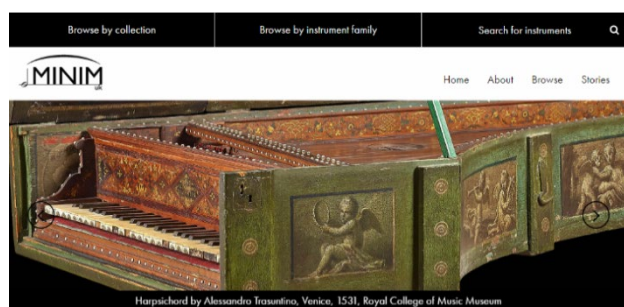 Browse by collection
Browse by instrument family
Search for instruments
MINIM
Home
About
Browse
Stories
Harpsichord by Alessandro Trasuntino, Venice, 1531, Royal College of Music Museum